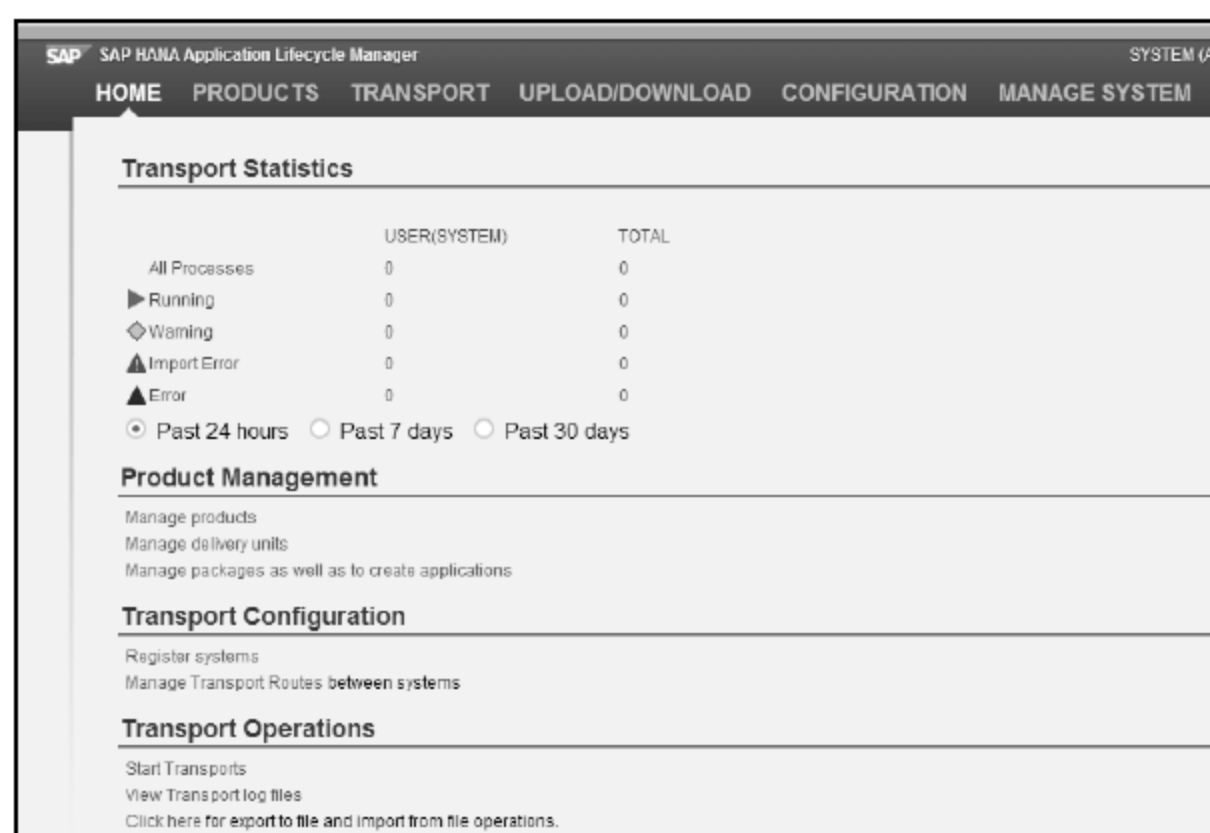 SAP SAP HANA Application Lifecycle Manager SYSTEM (A
HOME PRODUCTS TRANSPORT UPLOAD/DOWNLOAD CONFIGURATION MANAGE SYSTEM
Transport Statistics
USER(SYSTEM) TOTAL
All Processes 0 0
Running 0 0
Warning 0 0
Import Error 0 0
Error 0 0
Past 24 hours Past 7 days Past 30 days
Product Management
Manage products
Manage delivery units
Manage packages as well as to create applications
Transport Configuration
Register systems
Manage Transport Routes between systems
Transport Operations
Start Transports
View Transport log files
Click here for export to file and import from file operations.